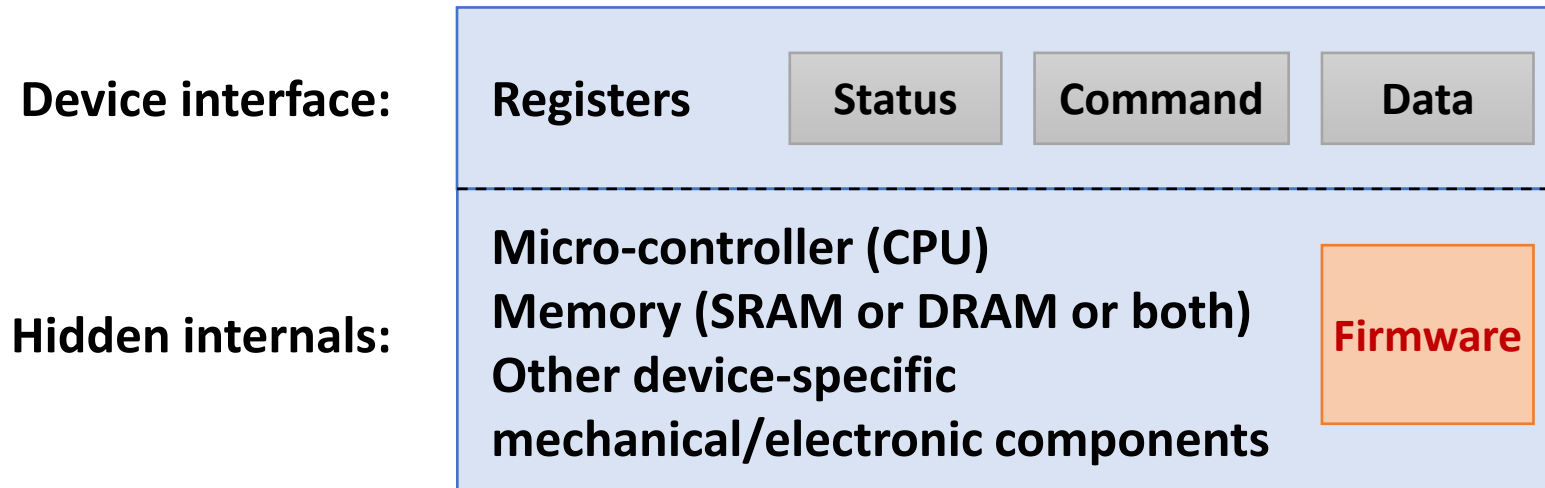 Device interface: Registers Status Command Data
Hidden internals:
Micro-controller (CPU)
Memory (SRAM or DRAM or both)
Other device-specific
mechanical/electronic components
Firmware